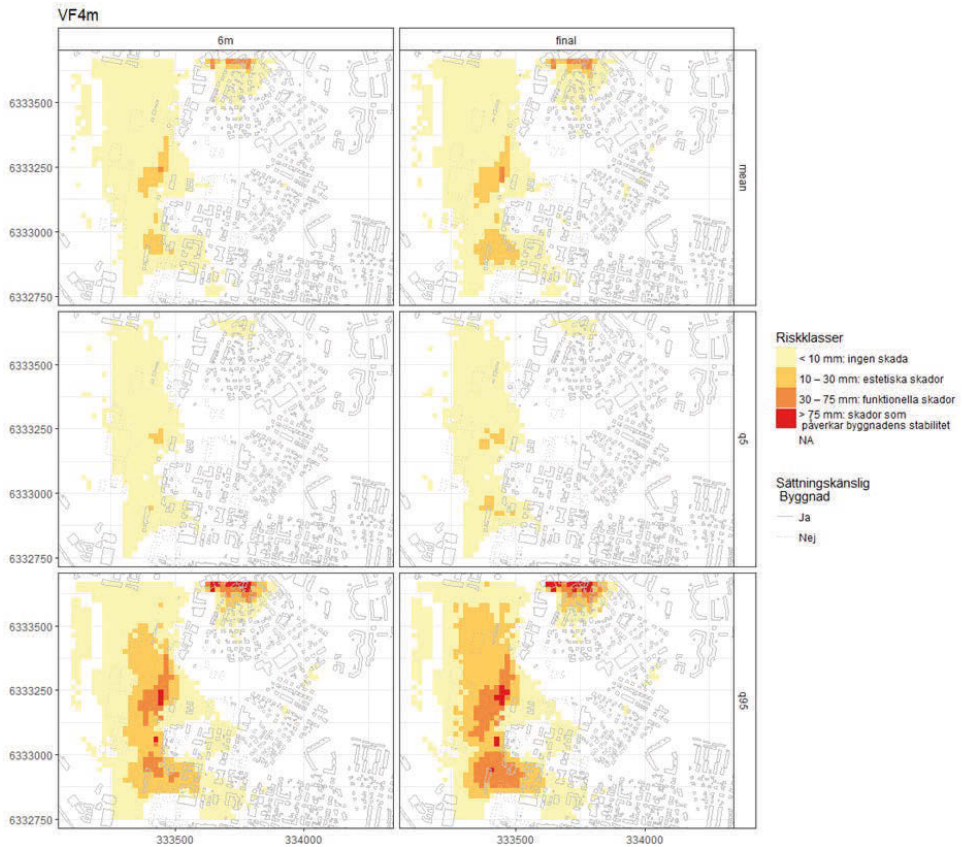 VF4m
6m
final
6333500
6333250
6333000
6332750
mean
6333500
6333250
6333000
6332750
q5
6333500
6333250
6333000
6332750
q95
333500
334000
333500
334000
Riskklasser
< 10 mm: ingen skada
10 – 30 mm: estetiska skador
30 – 75 mm: funktionella skador
> 75 mm: skador som
påverkar byggnadens stabilitet
NA
Sättningskänslig
Byggnad
Ja
Nej